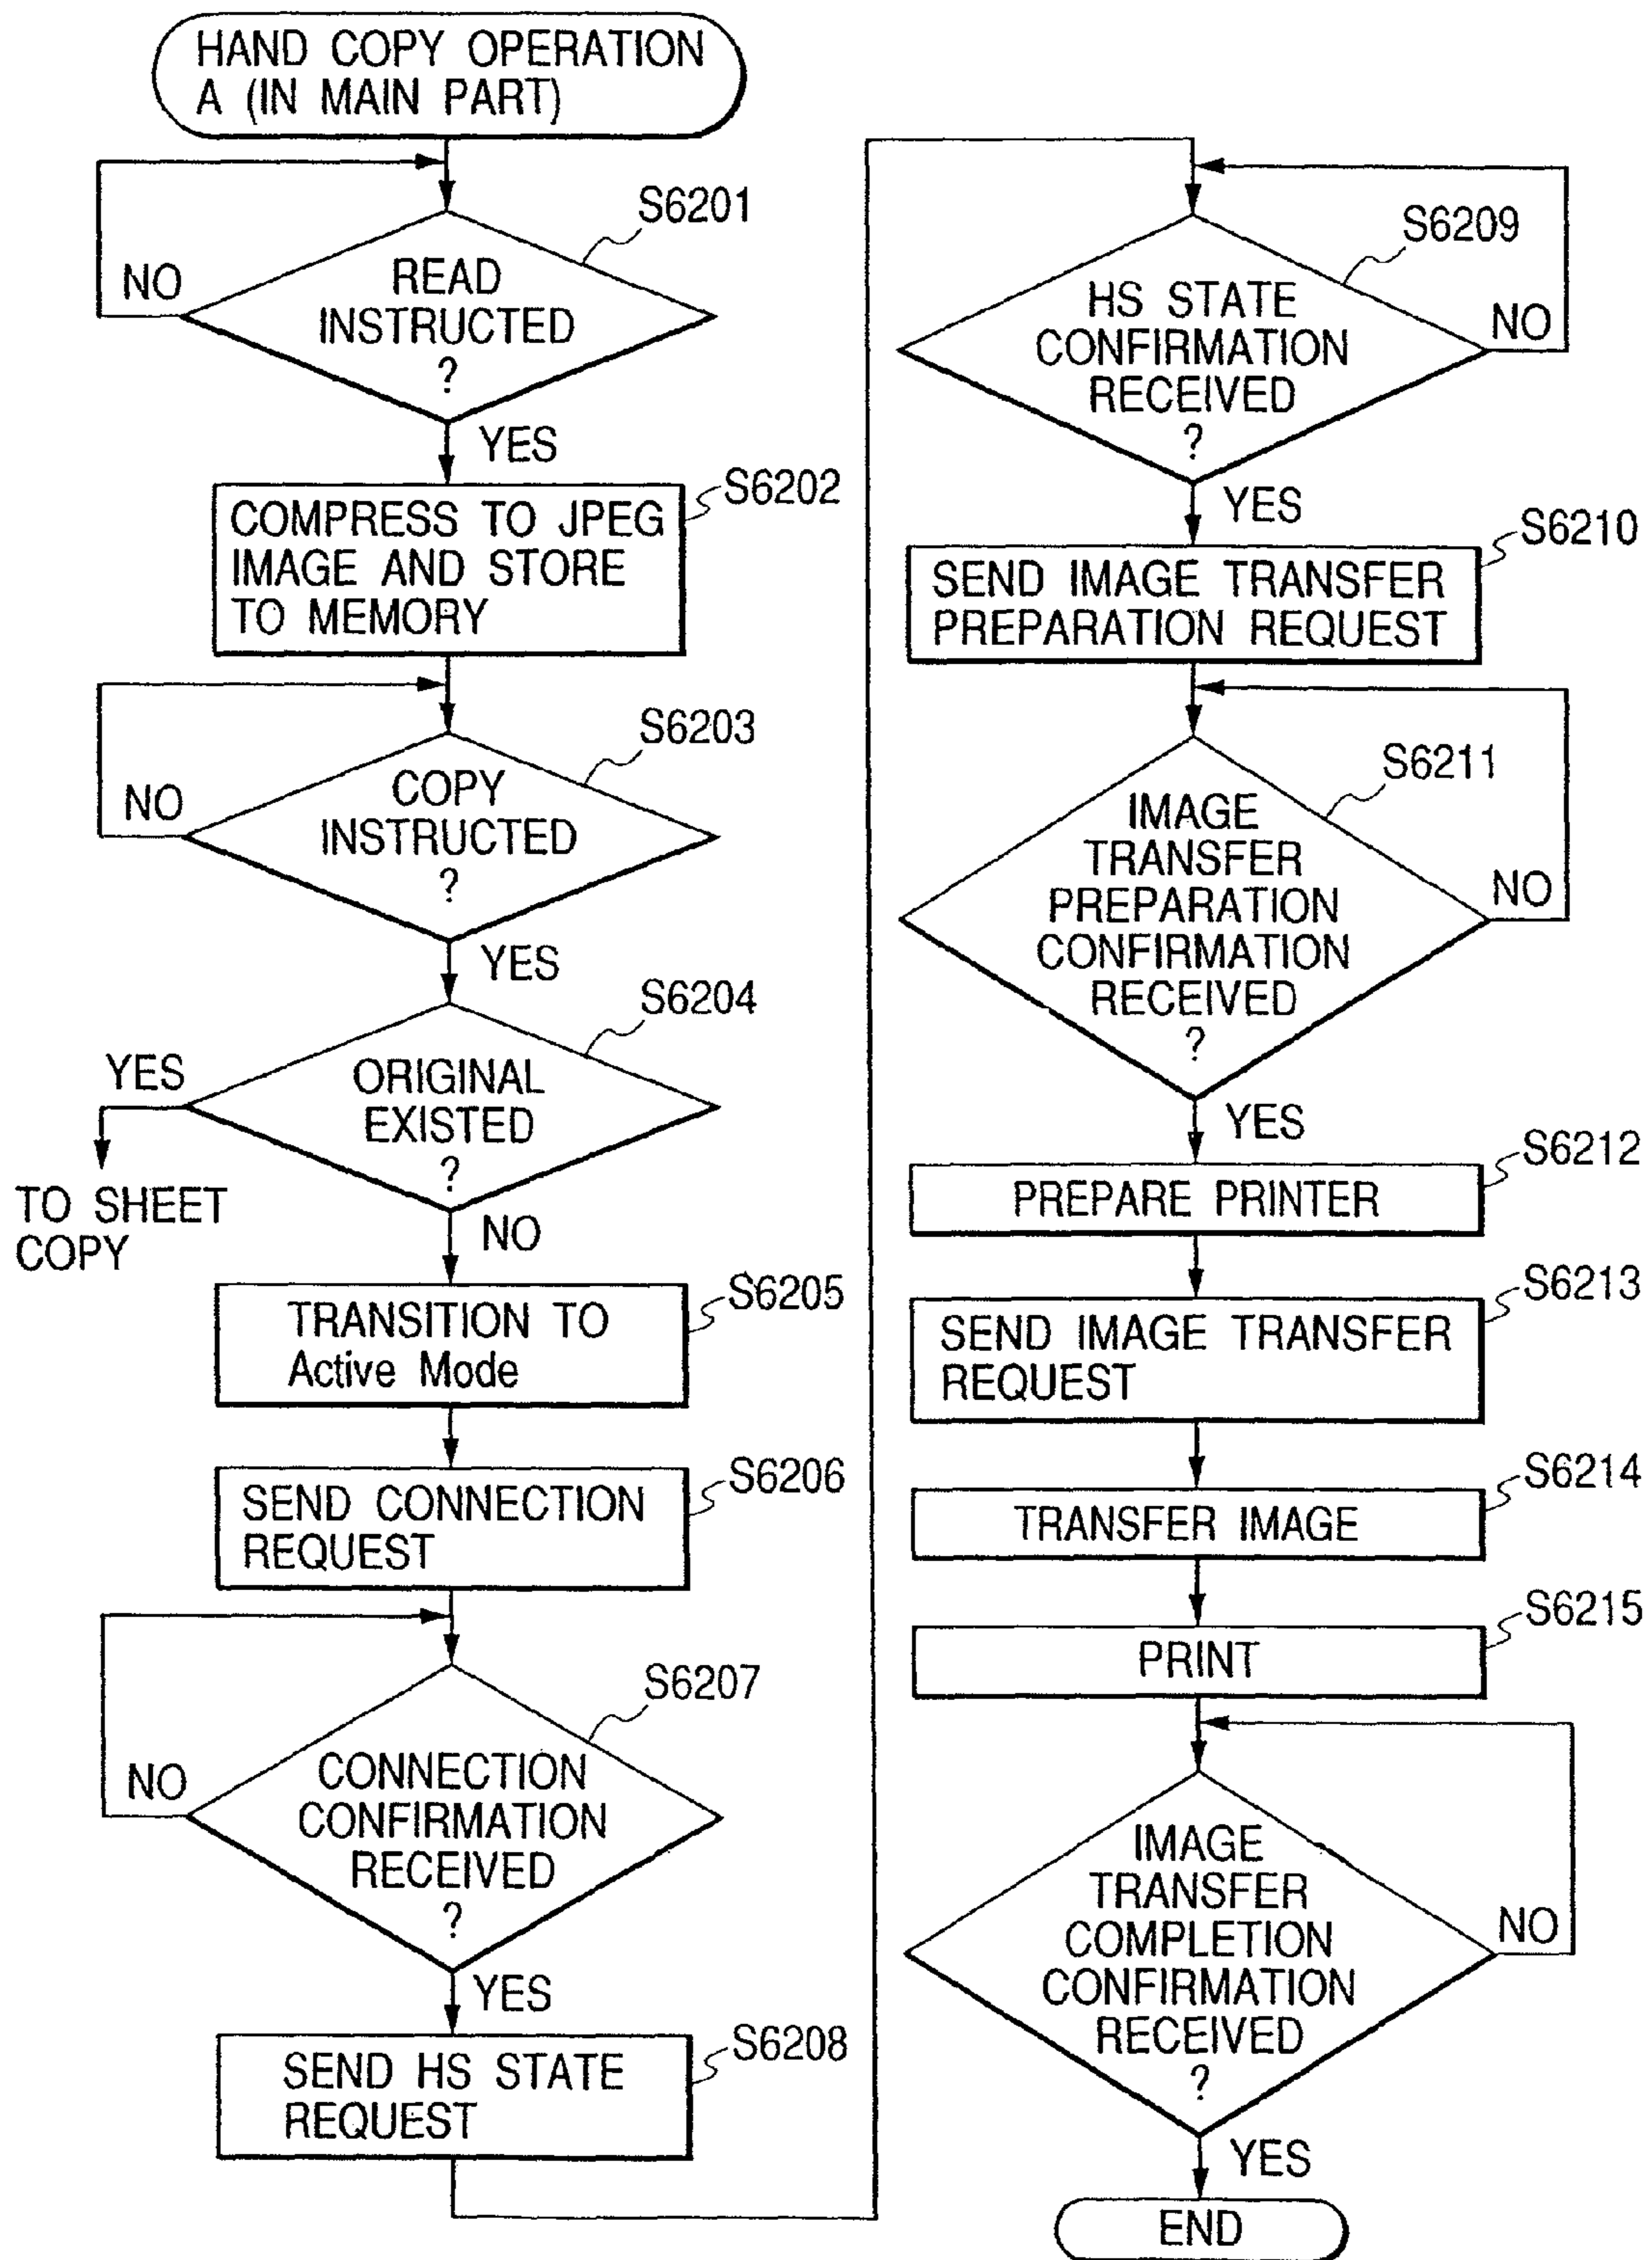 HAND COPY OPERATION
A (IN MAIN PART)
S6201
NO
READ
INSTRUCTED
?
YES
S6202
COMPRESS TO JPEG
IMAGE AND STORE
TO MEMORY
S6203
NO
COPY
INSTRUCTED
?
YES
S6204
YES
ORIGINAL
EXISTED
?
TO SHEET
COPY
NO
S6205
TRANSITION TO
Active Mode
S6206
SEND CONNECTION
REQUEST
S6207
NO
CONNECTION
CONFIRMATION
RECEIVED
?
YES
S6208
SEND HS STATE
REQUEST
S6209
HS STATE
CONFIRMATION
RECEIVED
?
NO
YES
S6210
SEND IMAGE TRANSFER
PREPARATION REQUEST
S6211
IMAGE
TRANSFER
PREPARATION
CONFIRMATION
RECEIVED
?
NO
YES
S6212
PREPARE PRINTER
S6213
SEND IMAGE TRANSFER
REQUEST
S6214
TRANSFER IMAGE
S6215
PRINT
IMAGE
TRANSFER
COMPLETION
CONFIRMATION
RECEIVED
?
NO
YES
END